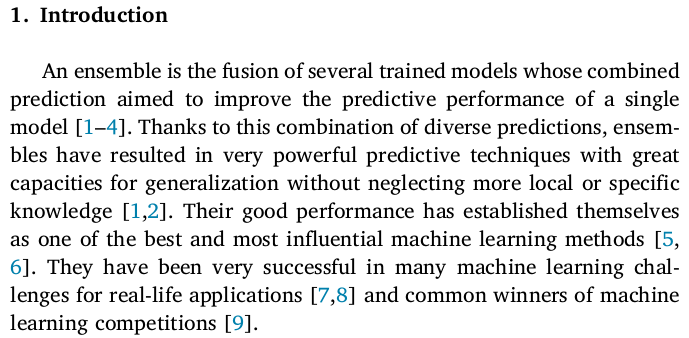 1. Introduction
An ensemble is the fusion of several trained models whose combined
prediction aimed to improve the predictive performance of a single
model [1–4]. Thanks to this combination of diverse predictions, ensem-
bles have resulted in very powerful predictive techniques with great
capacities for generalization without neglecting more local or specific
knowledge [1,2]. Their good performance has established themselves
as one of the best and most influential machine learning methods [5,
6]. They have been very successful in many machine learning chal-
lenges for real-life applications [7,8] and common winners of machine
learning competitions [9].